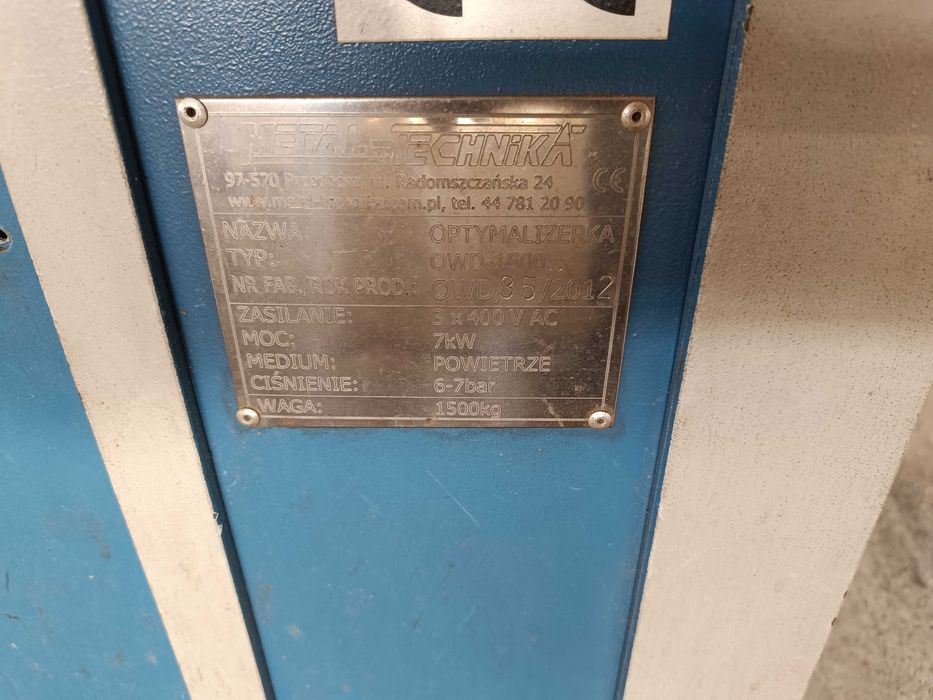 METAL-TECHNIKA
97-570 Przedbórz, ul. Radomszczańska 24 CE
www.metal-technika.com.pl, tel. 44 781 20 90
NAZWA: OPTYMALIZERKA
TYP: OWD-1500
NR FAB./ROK PROD.: OWD/35/2012
ZASILANIE: 3 x 400 V AC
MOC: 7kW
MEDIUM: POWIETRZE
CIŚNIENIE: 6-7bar
WAGA: 1500kg